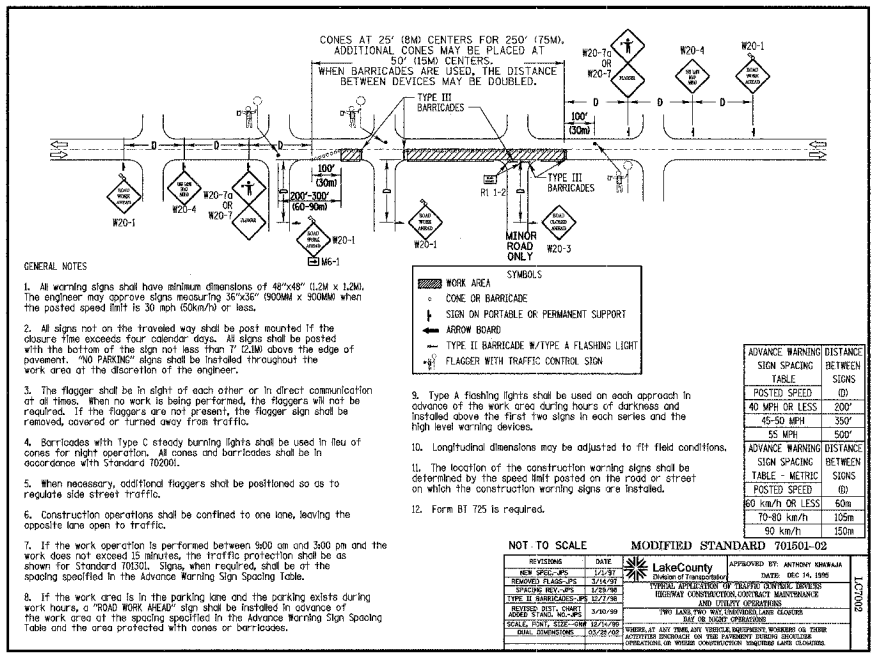 CONES AT 25' (8M) CENTERS FOR 250' (75M).
ADDITIONAL CONES MAY BE PLACED AT
50' (15M) CENTERS.
WHEN BARRICADES ARE USED, THE DISTANCE
BETWEEN DEVICES MAY BE DOUBLED.
TYPE III
BARRICADES
W20-7a
OR
W20-7
FLAGGER
W20-4
W20-1
ROAD
WORK
AHEAD
D
D
D
100'
(30m)
D
D
D
100'
(30m)
200'-300'
(60-90m)
D
D
D
R1 1-2
TYPE III
BARRICADES
ROAD
WORK
AHEAD
W20-1
W20-4
W20-7a
OR
W20-7
FLAGGER
ROAD
WORK
AHEAD
W20-1
M6-1
ROAD
WORK
AHEAD
W20-1
MINOR
ROAD
ONLY
ROAD
CLOSED
AHEAD
W20-3
GENERAL NOTES
1. All warning signs shall have minimum dimensions of 48"x48" (1.2M x 1.2M).
The engineer may approve signs measuring 36"x36" (900MM x 900MM) when
the posted speed limit is 30 mph (50km/h) or less.
2. All signs not on the traveled way shall be post mounted if the
closure time exceeds four calendar days. All signs shall be posted
with the bottom of the sign not less than 7' (2.1M) above the edge of
pavement. "NO PARKING" signs shall be installed throughout the
work area at the discretion of the engineer.
3. The flagger shall be in sight of each other or in direct communication
at all times. When no work is being performed, the flaggers will not be
required. If the flaggers are not present, the flagger sign shall be
removed, covered or turned away from traffic.
4. Barricades with Type C steady burning lights shall be used in lieu of
cones for night operation. All cones and barricades shall be in
accordance with Standard 702001.
5. When necessary, additional flaggers shall be positioned so as to
regulate side street traffic.
6. Construction operations shall be confined to one lane, leaving the
opposite lane open to traffic.
7. If the work operation is performed between 9:00 am and 3:00 pm and the
work does not exceed 15 minutes, the traffic protection shall be as
shown for Standard 701301. Signs, when required, shall be at the
spacing specified in the Advance Warning Sign Spacing Table.
8. If the work area is in the parking lane and the parking exists during
work hours, a "ROAD WORK AHEAD" sign shall be installed in advance of
the work area at the spacing specified in the Advance Warning Sign Spacing
Table and the area protected with cones or barricades.
SYMBOLS
WORK AREA
CONE OR BARRICADE
SIGN ON PORTABLE OR PERMANENT SUPPORT
ARROW BOARD
TYPE II BARRICADE W/TYPE A FLASHING LIGHT
FLAGGER WITH TRAFFIC CONTROL SIGN
9. Type A flashing lights shall be used on each approach in
advance of the work area during hours of darkness and
installed above the first two signs in each series and the
high level warning devices.
10. Longitudinal dimensions may be adjusted to fit field conditions.
11. The location of the construction warning signs shall be
determined by the speed limit posted on the road or street
on which the construction warning signs are installed.
12. Form BT 725 is required.
ADVANCE WARNING DISTANCE
SIGN SPACING BETWEEN
TABLE SIGNS
POSTED SPEED (D)
40 MPH OR LESS 200'
45-50 MPH 350'
55 MPH 500'
ADVANCE WARNING DISTANCE
SIGN SPACING BETWEEN
TABLE - METRIC SIGNS
POSTED SPEED (D)
60 km/h OR LESS 60m
70-80 km/h 105m
90 km/h 150m
NOT TO SCALE
MODIFIED STANDARD 701501-02
REVISIONS DATE
NEW SPEC.-JPS 1/1/97
REMOVED FLAGS-JPS 3/14/97
SPACING REV.-JPS 1/29/98
TYPE II BARRICADES-JPS 12/7/98
REVISED DIST. CHART
ADDED STAND. NO.-JPS 3/10/99
SCALE, FONT, SIZE-GNW 12/14/99
DUAL DIMENSIONS 03/28/02
LakeCounty
Division of Transportation
APPROVED BY: ANTHONY KHAWAJA
DATE: DEC 14, 1995
TYPICAL APPLICATION OF TRAFFIC CONTROL DEVICES
HIGHWAY CONSTRUCTION, CONTRACT MAINTENANCE
AND UTILITY OPERATIONS
TWO LANE, TWO WAY, UNDIVIDED, LANE CLOSURE
DAY OR NIGHT OPERATIONS
WHERE, AT ANY TIME, ANY VEHICLE, EQUIPMENT, WORKERS OR THEIR
ACTIVITIES ENCROACH ON THE PAVEMENT DURING SHOULDER
OPERATIONS, OR WHERE CONSTRUCTION REQUIRES LANE CLOSURES.
LC7002